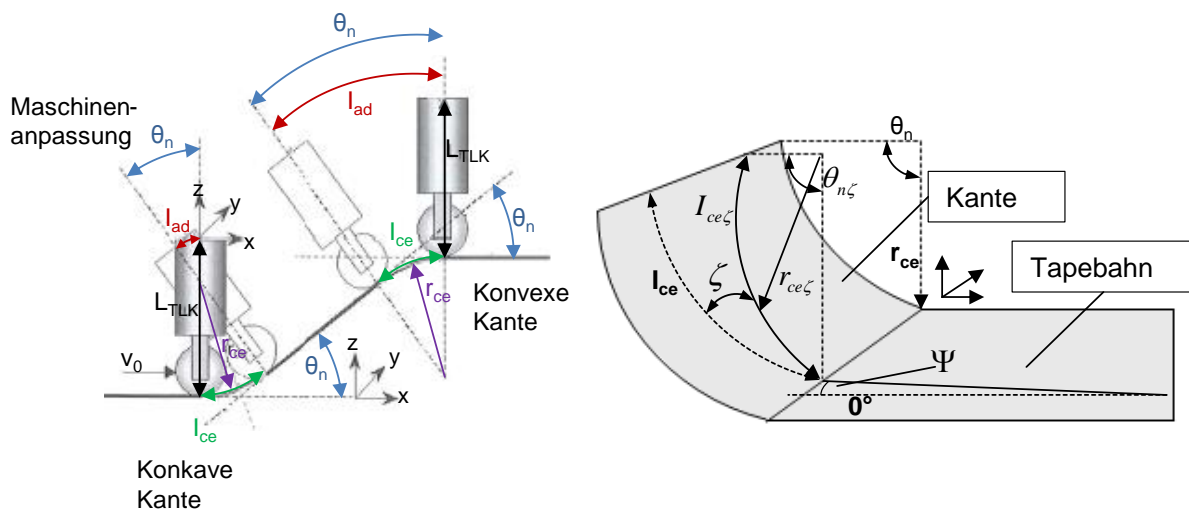 θn
θn
lad
Maschinen-
anpassung
θn
LTLK
z
y
x
lad
LTLK
lce
θn
rce
Konvexe
Kante
rce
v0
θn
z
y
x
lce
Konkave
Kante
θn
θnζ
Kante
Iceζ
lce
ζ
rceζ
rce
Tapebahn
Ψ
0°